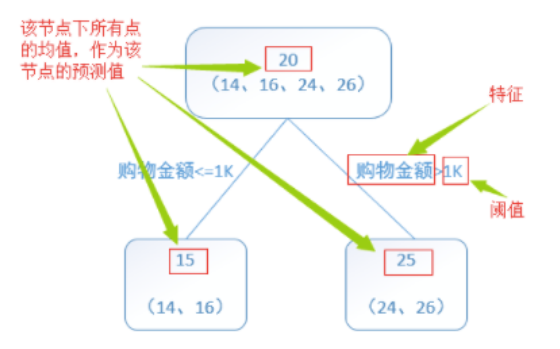 该节点下所有点
的均值，作为该
节点的预测值
20
（14、16、24、26）
特征
购物金额<=1K
购物金额>1K
阈值
15
25
（14、16）
（24、26）